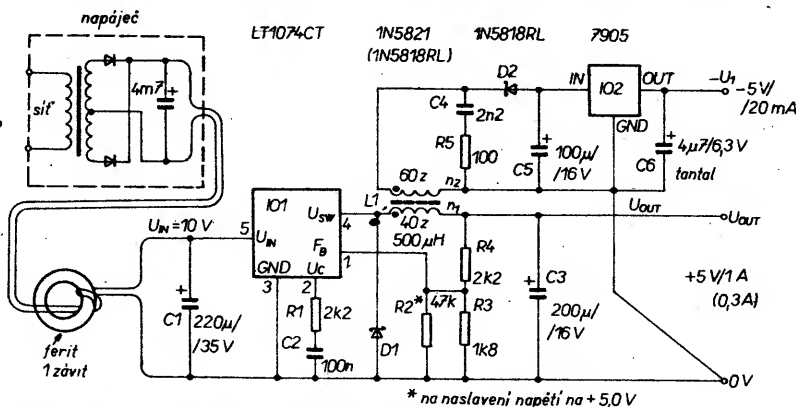 napáječ
LT1074CT
1N5821
(1N5818RL)
1N5818RL
7905
4m7
+
síť
D2
IN
IO2
OUT
GND
-U1
-5V/
/20mA
C4
2n2
R5
100
+
C5
100µ/
/16V
+
C6
4µ7/6,3V
tantal
60z
n2
L1
n1
40z
500µH
UOUT
UOUT
UIN=10V
5
IO1
UIN
USW
4
FB
1
GND
UC
3
2
+
C1
220µ/
/35V
R1
2k2
C2
100n
D1
R2*
47k
R4
2k2
R3
1k8
+
C3
200µ/
/16V
+5V/1A
(0,3A)
0V
ferit
1 závit
* na naslavení napětí na +5,0V